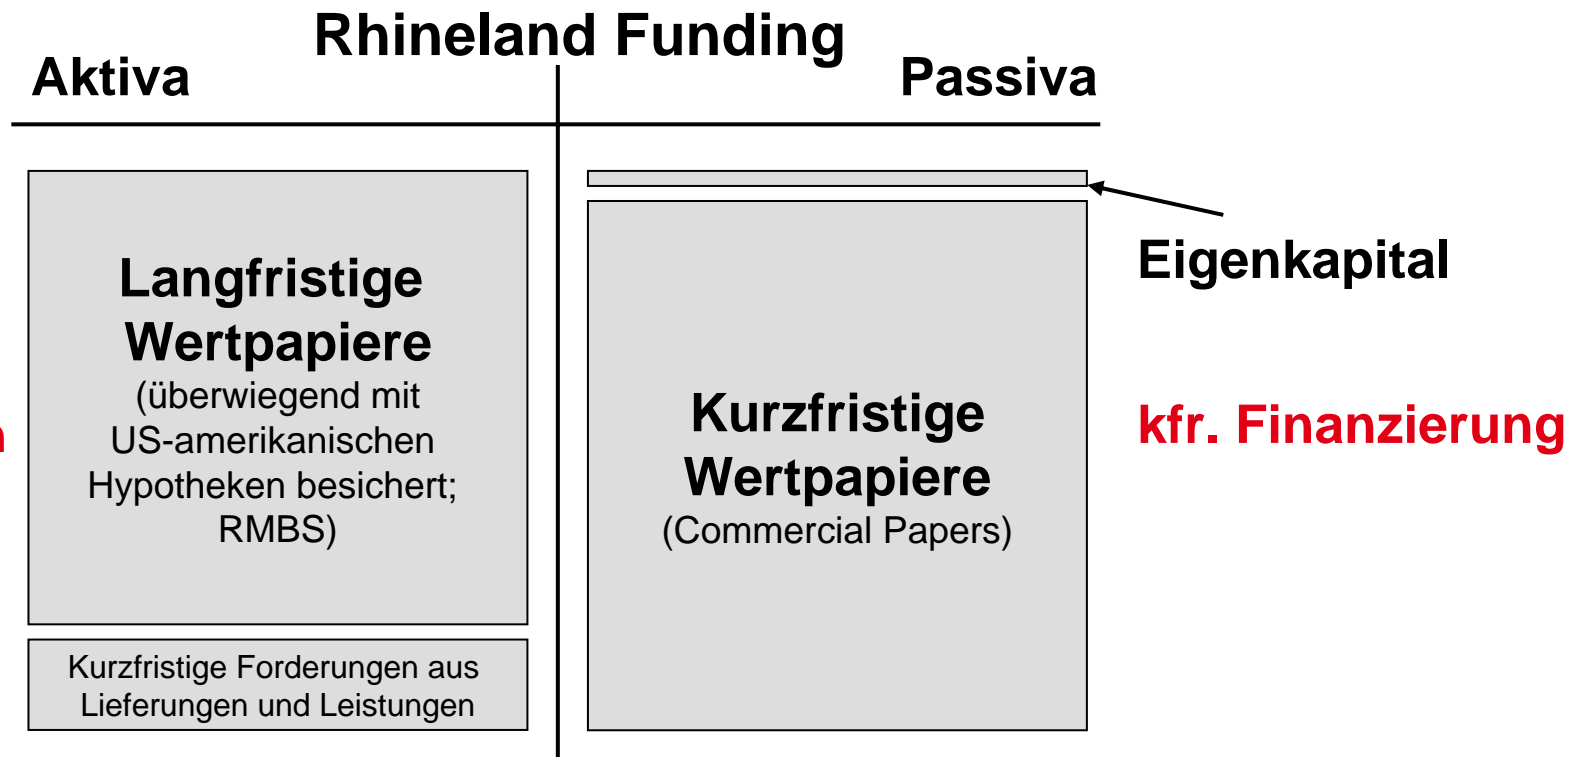 Rhineland Funding
Aktiva
Passiva
Langfristige
Wertpapiere
(überwiegend mit
US-amerikanischen
Hypotheken besichert;
RMBS)
Kurzfristige Forderungen aus
Lieferungen und Leistungen
Kurzfristige
Wertpapiere
(Commercial Papers)
Eigenkapital
kfr. Finanzierung